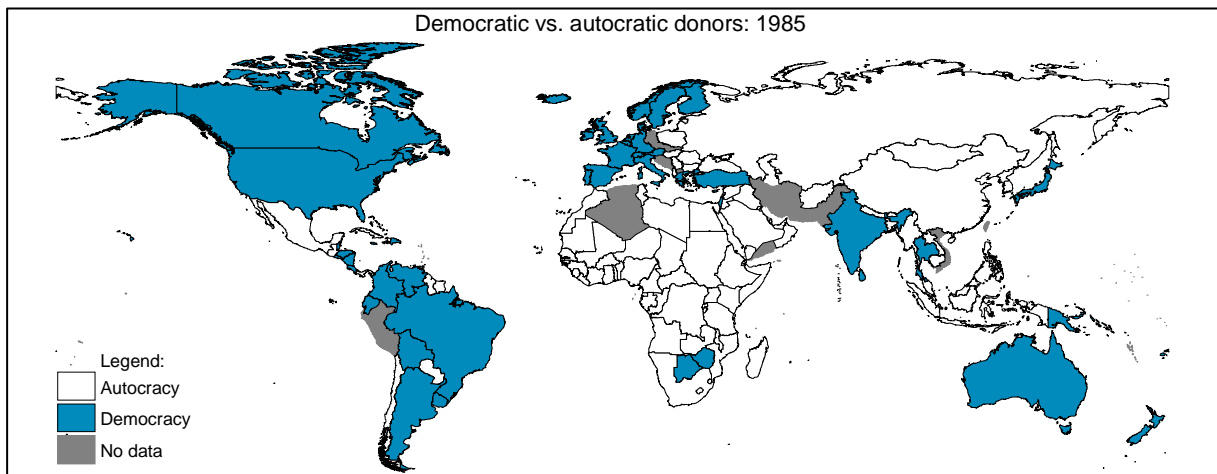 Democratic vs. autocratic donors: 1985
Legend:
Autocracy
Democracy
No data